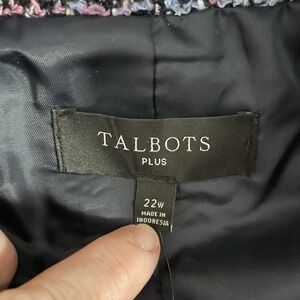 TALBOTS
PLUS
22W
MADE IN
INDONESIA